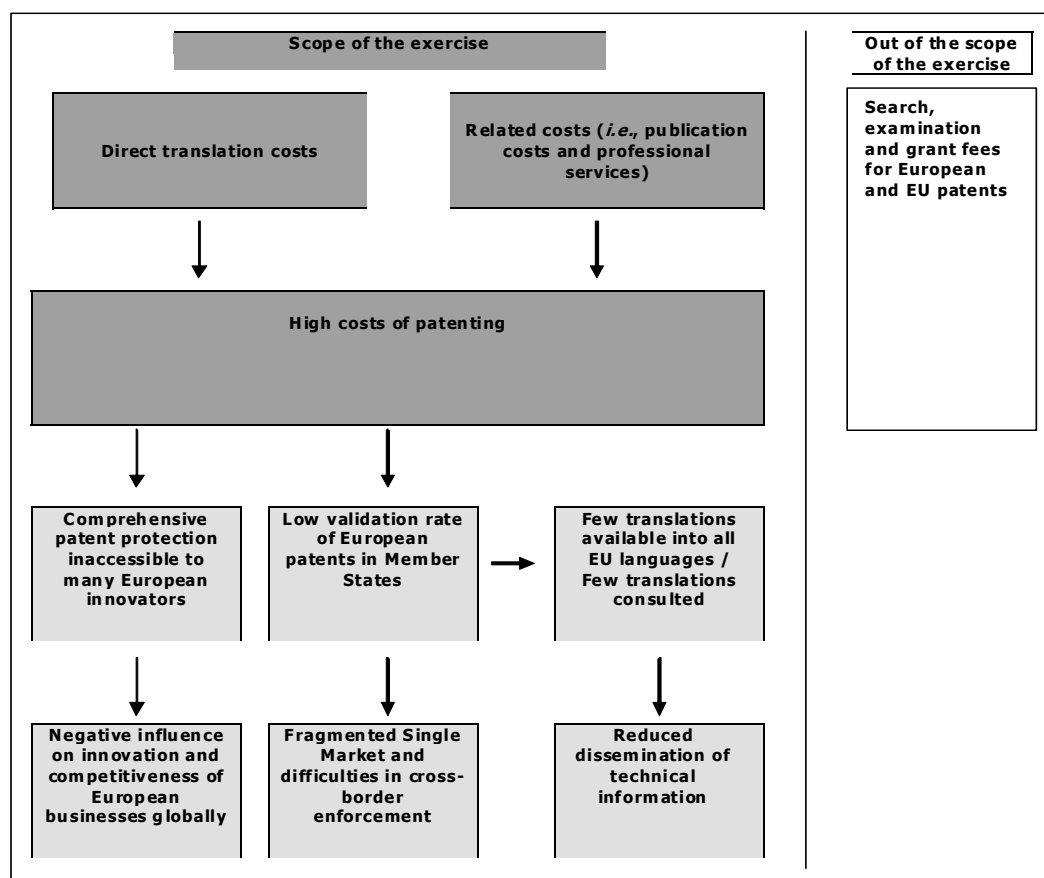 Scope of the exercise
Out of the scope
of the exercise
Direct translation costs
Related costs (i.e., publication
costs and professional
services)
Search,
examination
and grant fees
for European
and EU patents
High costs of patenting
Comprehensive
patent protection
inaccessible to
many European
innovators
Low validation rate
of European
patents in Member
States
Few translations
available into all
EU languages /
Few translations
consulted
Negative influence
on innovation and
competitiveness of
European
businesses globally
Fragmented Single
Market and
difficulties in cross-
border
enforcement
Reduced
dissemination of
technical
information